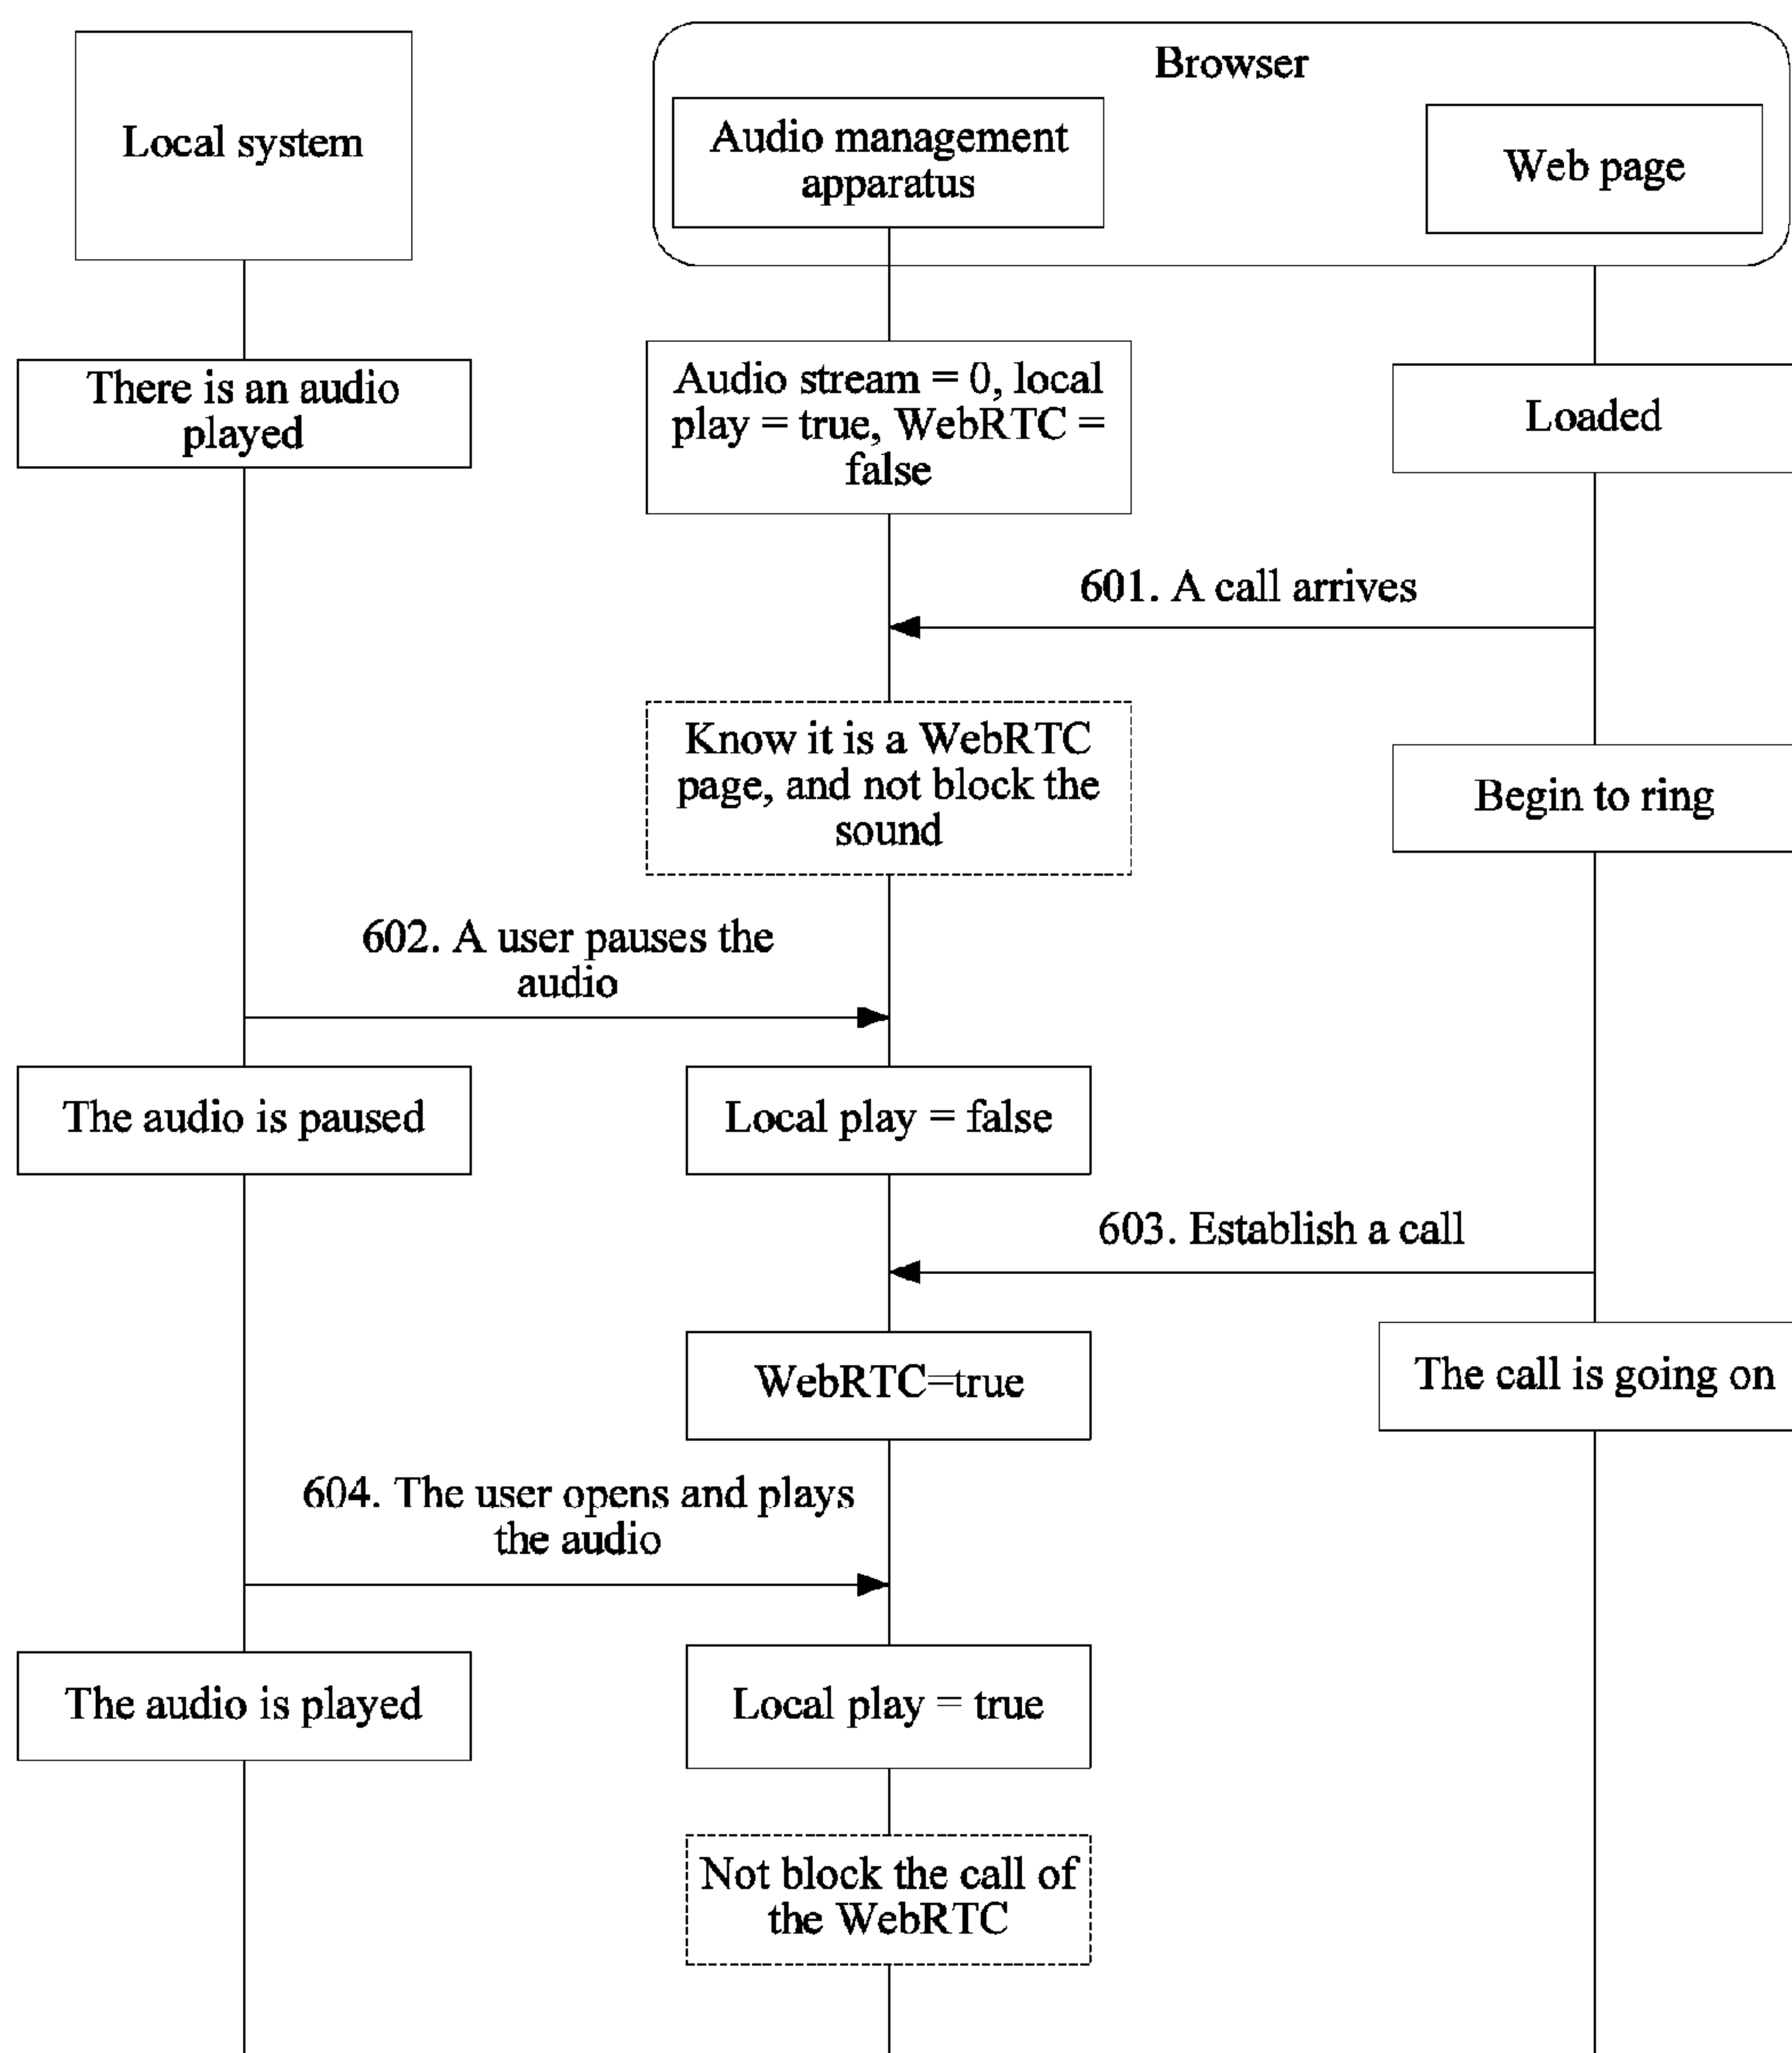 Browser
Local system
Audio management
apparatus
Web page
There is an audio
played
Audio stream = 0, local
play = true, WebRTC =
false
Loaded
601. A call arrives
Know it is a WebRTC
page, and not block the
sound
Begin to ring
602. A user pauses the
audio
The audio is paused
Local play = false
603. Establish a call
WebRTC=true
The call is going on
604. The user opens and plays
the audio
The audio is played
Local play = true
Not block the call of
the WebRTC